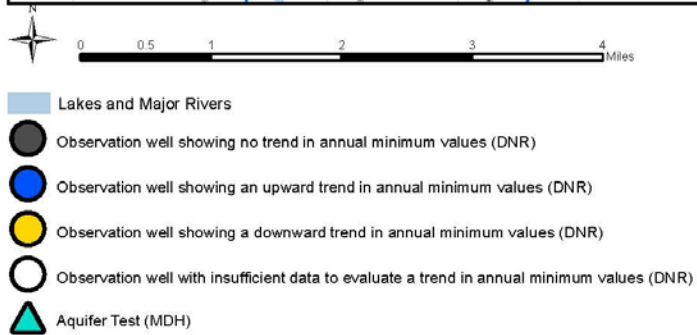 N
0 0.5 1 2 3 4
Miles
Lakes and Major Rivers
Observation well showing no trend in annual minimum values (DNR)
Observation well showing an upward trend in annual minimum values (DNR)
Observation well showing a downward trend in annual minimum values (DNR)
Observation well with insufficient data to evaluate a trend in annual minimum values (DNR)
Aquifer Test (MDH)